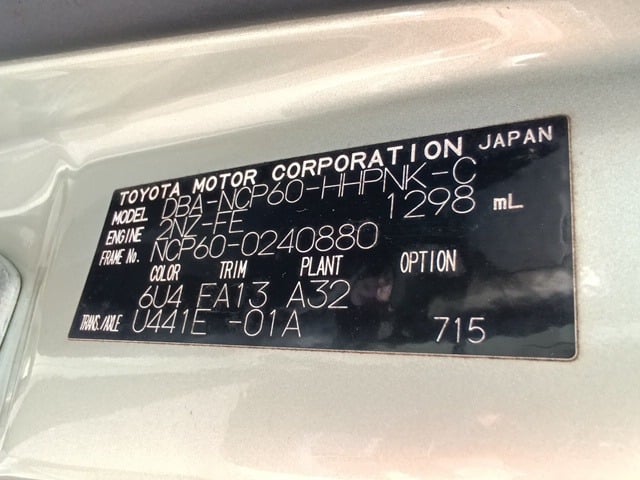 TOYOTA MOTOR CORPORATION JAPAN
MODEL DBA-NCP60-HHPNK-C
ENGINE 2NZ-FE 1298 mL
FRAME No. NCP60-0240880
COLOR TRIM PLANT OPTION
6U4 FA13 A32
TRANS./AXLE U441E -01A 715